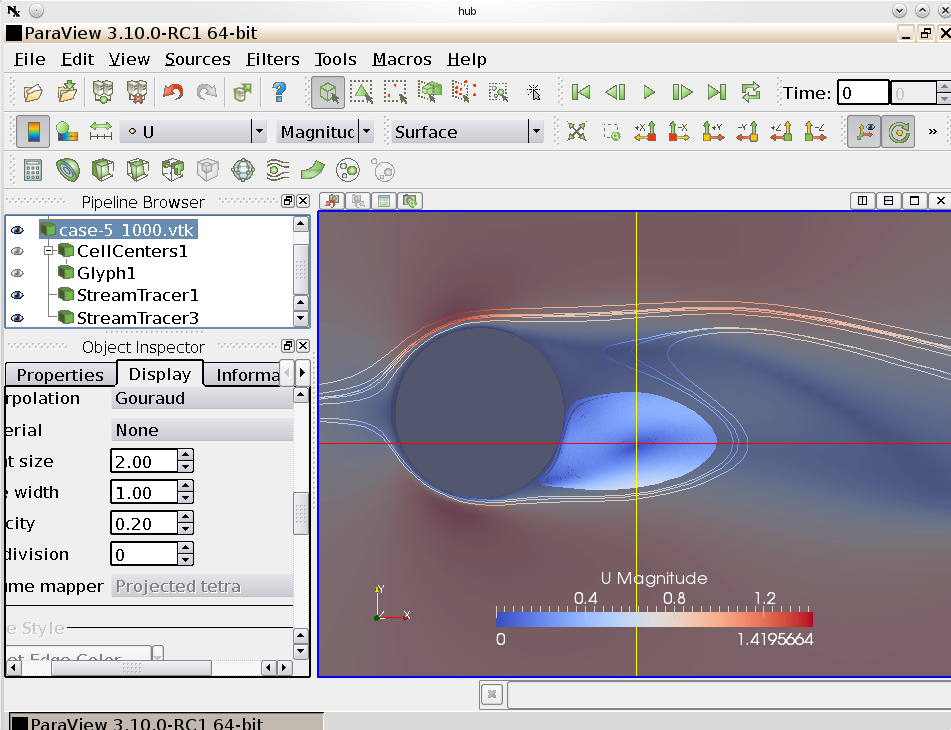 hub
ParaView 3.10.0-RC1 64-bit
File Edit View Sources Filters Tools Macros Help
Time: 0 0
U Magnituc Surface »
Pipeline Browser
case-5_1000.vtk
CellCenters1
Glyph1
StreamTracer1
StreamTracer3
Object Inspector
Properties Display Informa
rpolation Gouraud
erial None
t size 2.00
width 1.00
city 0.20
division 0
me mapper Projected tetra
e Style
ot Edge Color
Y
Z X
U Magnitude
0.4 0.8 1.2
0 1.4195664
ParaView 3.10.0-RC1 64-bit